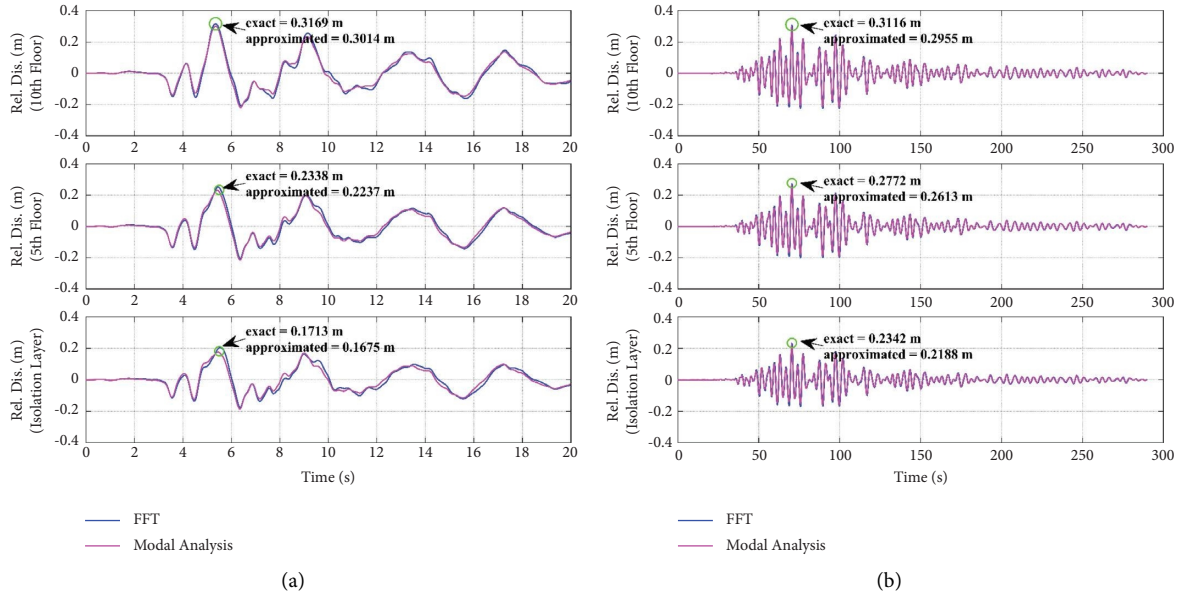 Rel. Dis. (m)
(10th Floor)
0.4
0.2
0
-0.2
-0.4
exact = 0.3169 m
approximated = 0.3014 m
0 2 4 6 8 10 12 14 16 18 20
Rel. Dis. (m)
(5th Floor)
0.4
0.2
0
-0.2
-0.4
exact = 0.2338 m
approximated = 0.2237 m
0 2 4 6 8 10 12 14 16 18 20
Rel. Dis. (m)
(Isolation Layer)
0.4
0.2
0
-0.2
-0.4
exact = 0.1713 m
approximated = 0.1675 m
0 2 4 6 8 10 12 14 16 18 20
Time (s)
FFT
Modal Analysis
(a)
Rel. Dis. (m)
(10th Floor)
0.4
0.2
0
-0.2
-0.4
exact = 0.3116 m
approximated = 0.2955 m
0 50 100 150 200 250 300
Rel. Dis. (m)
(5th Floor)
0.4
0.2
0
-0.2
-0.4
exact = 0.2772 m
approximated = 0.2613 m
0 50 100 150 200 250 300
Rel. Dis. (m)
(Isolation Layer)
0.4
0.2
0
-0.2
-0.4
exact = 0.2342 m
approximated = 0.2188 m
0 50 100 150 200 250 300
Time (s)
FFT
Modal Analysis
(b)